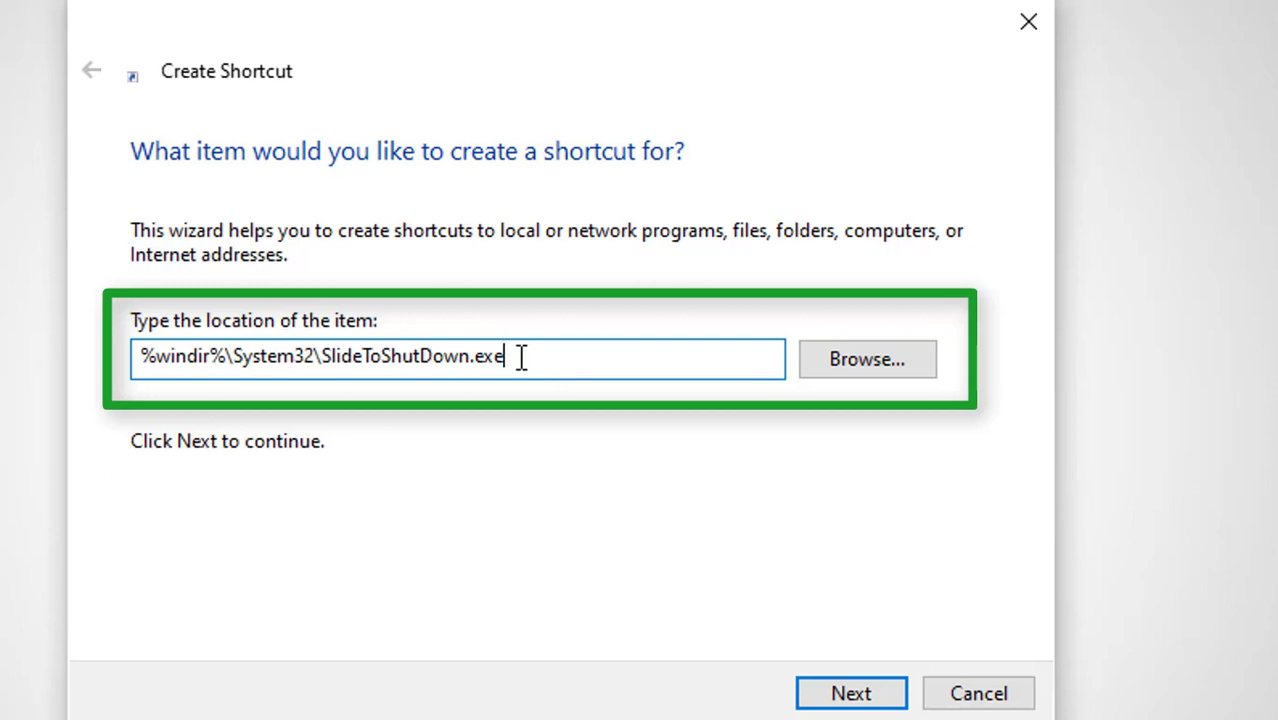 Create Shortcut
What item would you like to create a shortcut for?
This wizard helps you to create shortcuts to local or network programs, files, folders, computers, or
Internet addresses.
Type the location of the item:
%windir%\System32\SlideToShutDown.exe
Browse...
Click Next to continue.
Next
Cancel